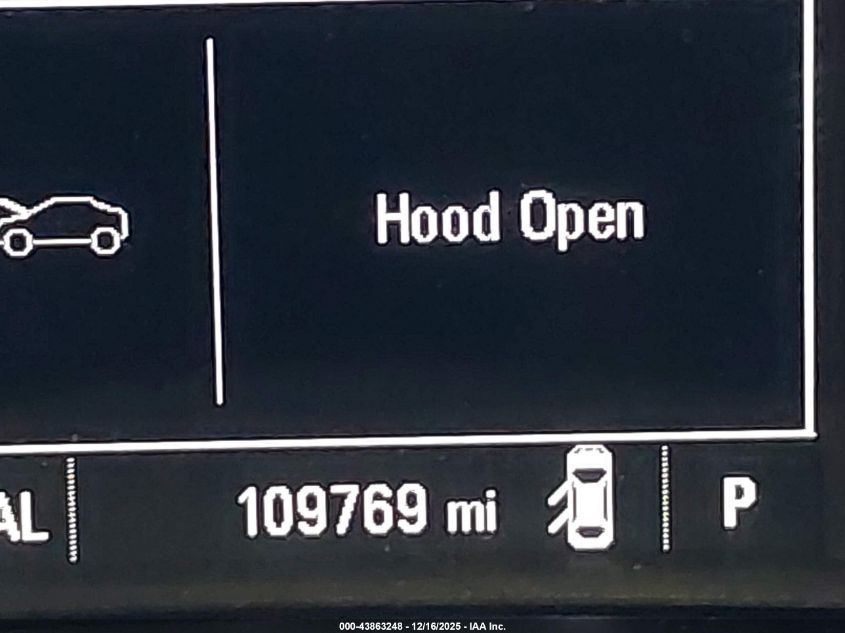 Hood Open
AL
109769 mi
P
000-43863248 - 12/16/2025 - IAA Inc.